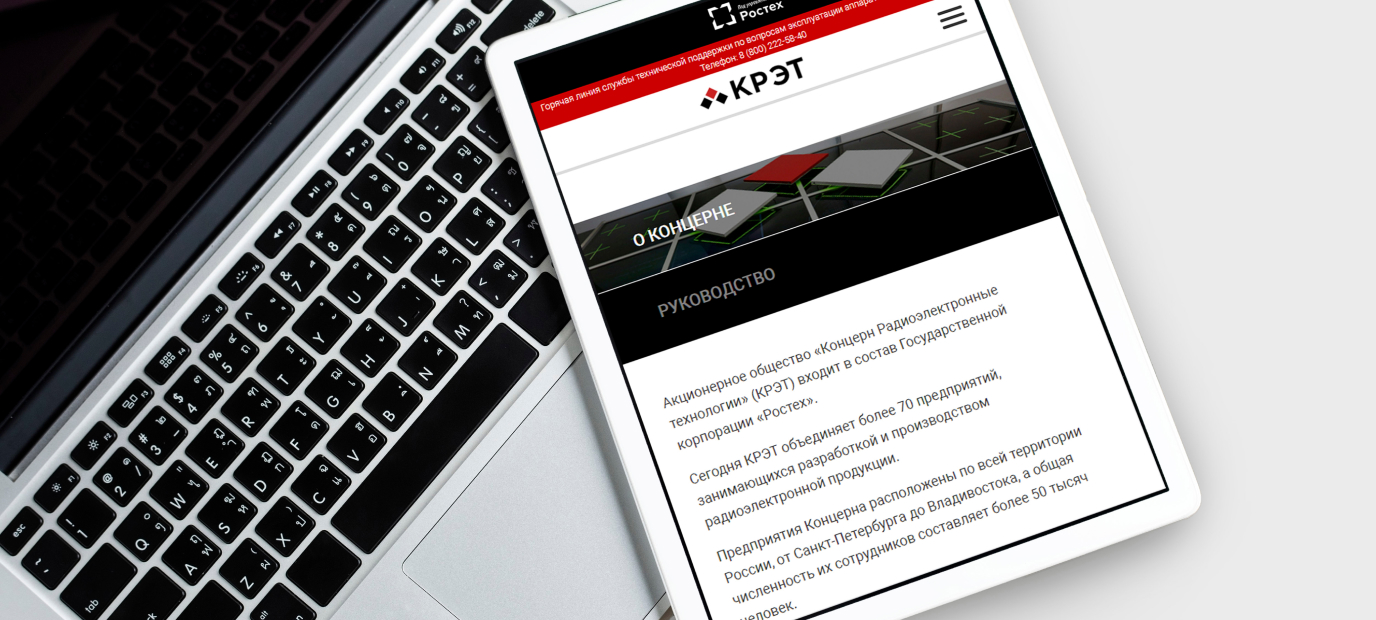 Ростех
Горячая линия службы технической поддержки по вопросам эксплуатации
Телефон: 8 (800) 222-58-40
КРЭТ
О КОНЦЕРНЕ
РУКОВОДСТВО
Акционерное общество «Концерн Радиоэлектронные
технологии» (КРЭТ) входит в состав Государственной
корпорации «Ростех».
Сегодня КРЭТ объединяет более 70 предприятий,
занимающихся разработкой и производством
радиоэлектронной продукции.
Предприятия Концерна расположены по всей территории
России, от Санкт-Петербурга до Владивостока, а общая
численность их сотрудников составляет более 50 тысяч
человек.
esc F1 F2 F3 F4 F5 F6 F7 F8 F9 F10 F11 F12 delete
~ ! 1 @ 2 # 3 $ 4 % 5 ^ 6 & 7 * 8 ( 9 0
tab Q W E R T Y U I O P
A S D F G H J K L
Z X C V B N M < , >
alt